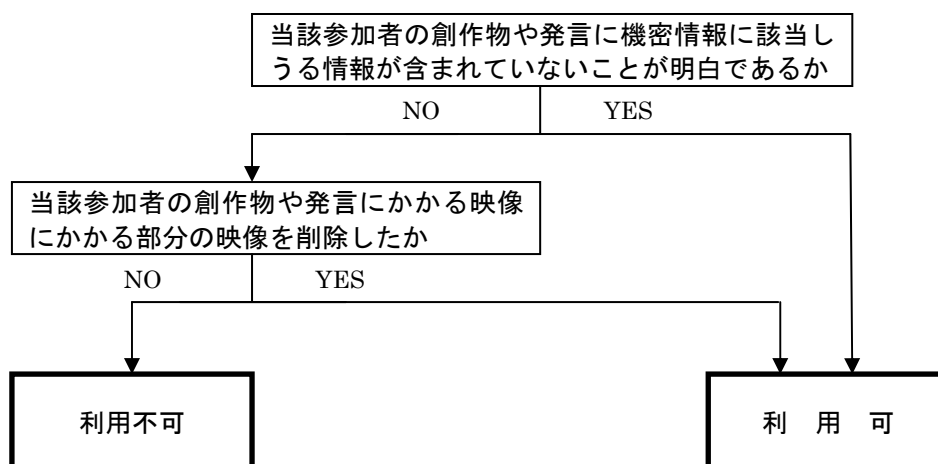 当該参加者の創作物や発言に機密情報に該当し
うる情報が含まれていないことが明白であるか
NO YES
当該参加者の創作物や発言にかかる映像
にかかる部分の映像を削除したか
NO YES
利用不可 利 用 可